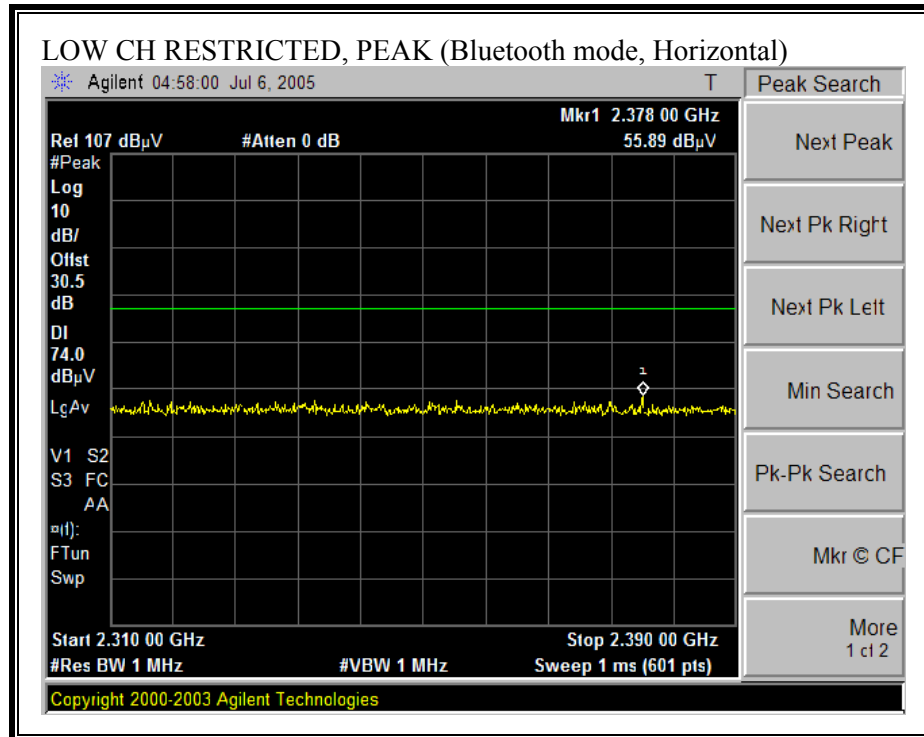 LOW CH RESTRICTED, PEAK (Bluetooth mode, Horizontal)
Agilent 04:58:00 Jul 6, 2005 T
Peak Search
Mkr1 2.378 00 GHz
Ref 107 dBµV #Atten 0 dB 55.89 dBµV
#Peak
Log
10
dB/
Offst
30.5
dB
DI
74.0
dBµV
LgAv
V1 S2
S3 FC
AA
¤(f):
FTun
Swp
1
Start 2.310 00 GHz Stop 2.390 00 GHz
#Res BW 1 MHz #VBW 1 MHz Sweep 1 ms (601 pts)
Copyright 2000-2003 Agilent Technologies
Next Peak
Next Pk Right
Next Pk Left
Min Search
Pk-Pk Search
Mkr © CF
More
1 of 2